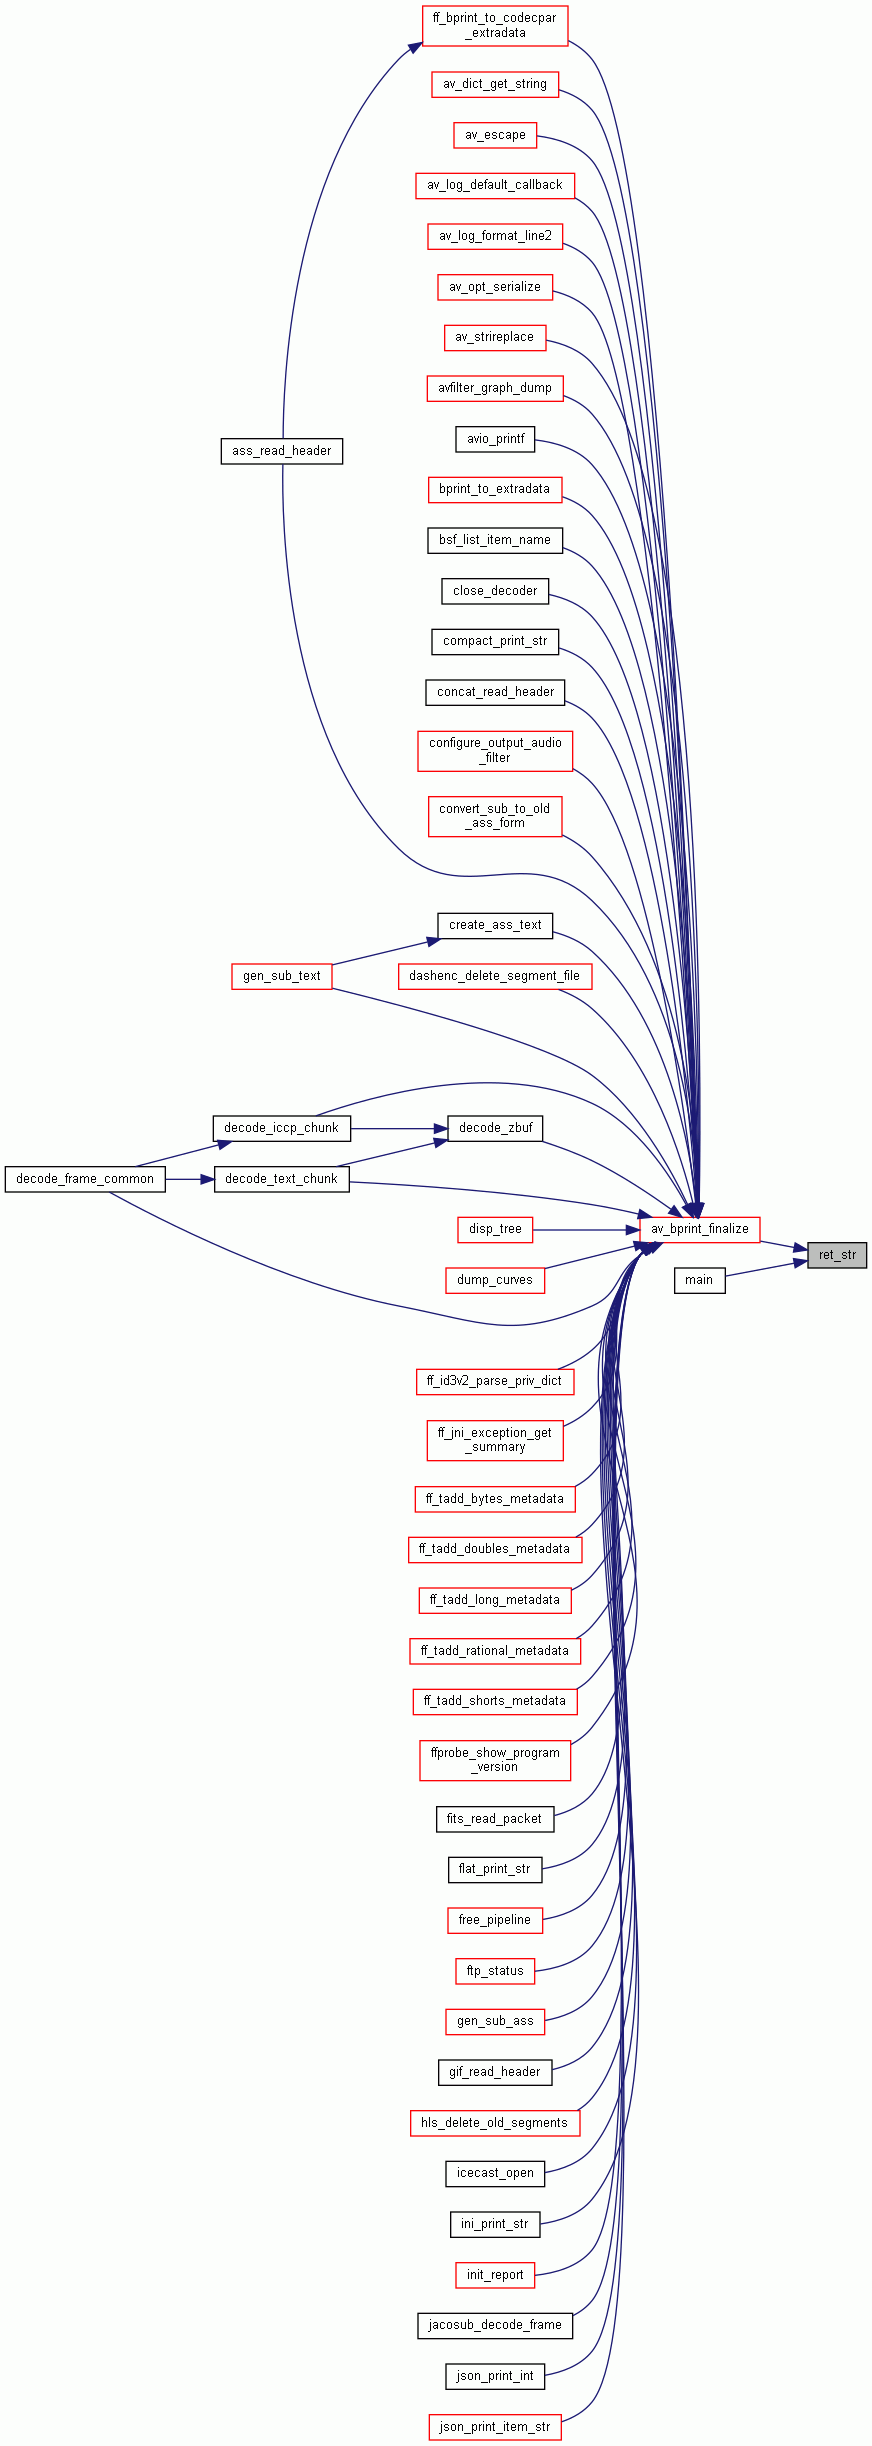 ff_bprint_to_codecpar
_extradata
av_dict_get_string
av_escape
av_log_default_callback
av_log_format_line2
av_opt_serialize
av_strireplace
avfilter_graph_dump
avio_printf
ass_read_header
bprint_to_extradata
bsf_list_item_name
close_decoder
compact_print_str
concat_read_header
configure_output_audio
_filter
convert_sub_to_old
_ass_form
create_ass_text
gen_sub_text
dashenc_delete_segment_file
decode_iccp_chunk
decode_zbuf
decode_frame_common
decode_text_chunk
disp_tree
av_bprint_finalize
ret_str
dump_curves
main
ff_id3v2_parse_priv_dict
ff_jni_exception_get
_summary
ff_tadd_bytes_metadata
ff_tadd_doubles_metadata
ff_tadd_long_metadata
ff_tadd_rational_metadata
ff_tadd_shorts_metadata
ffprobe_show_program
_version
fits_read_packet
flat_print_str
free_pipeline
ftp_status
gen_sub_ass
gif_read_header
hls_delete_old_segments
icecast_open
ini_print_str
init_report
jacosub_decode_frame
json_print_int
json_print_item_str